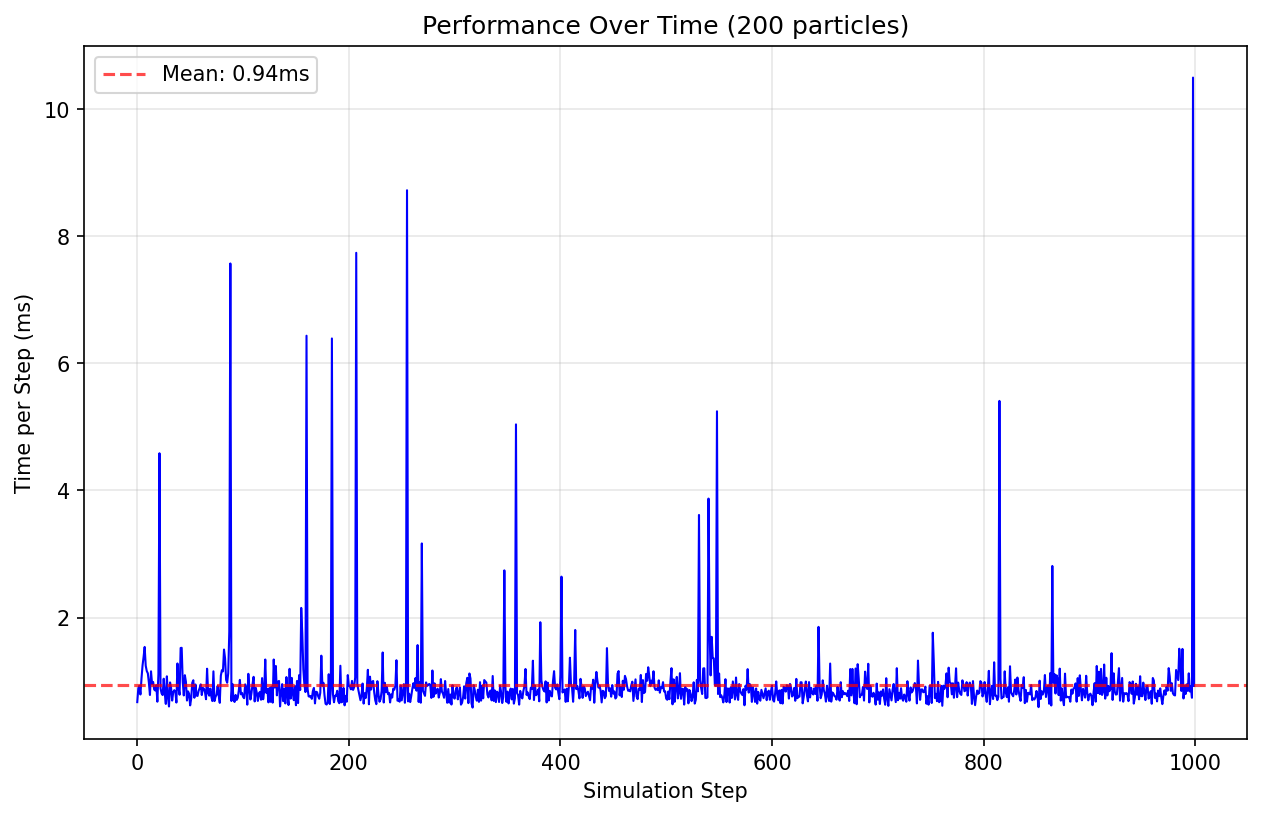 Performance Over Time (200 particles)
Mean: 0.94ms
Time per Step (ms)
10
8
6
4
2
0 200 400 600 800 1000
Simulation Step